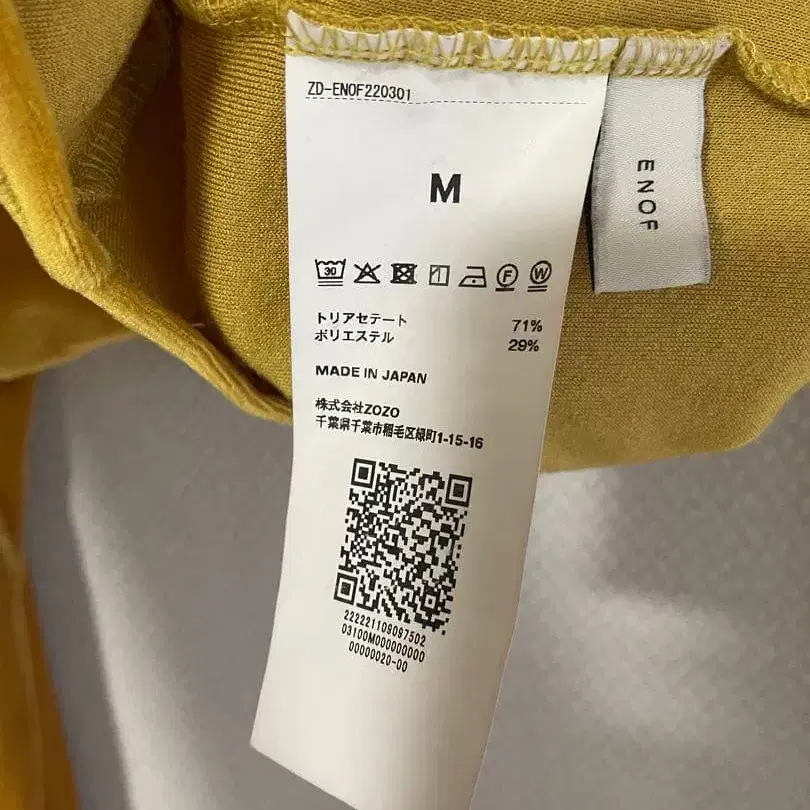 ZD-ENOF220301
M
30
F W
トリアセテート 71%
ポリエステル 29%
MADE IN JAPAN
株式会社ZOZO
千葉県千葉市稲毛区緑町1-15-16
222221109097502
03100M000000000
00000020-00
ENOF